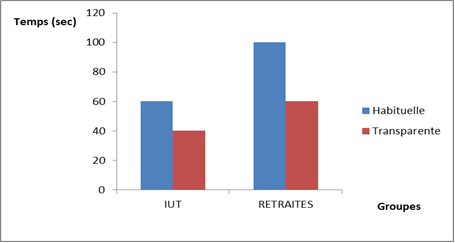 Temps (sec)
120
100
80
60
40
20
0
IUT
RETRAITES
Groupes
Habituelle
Transparente